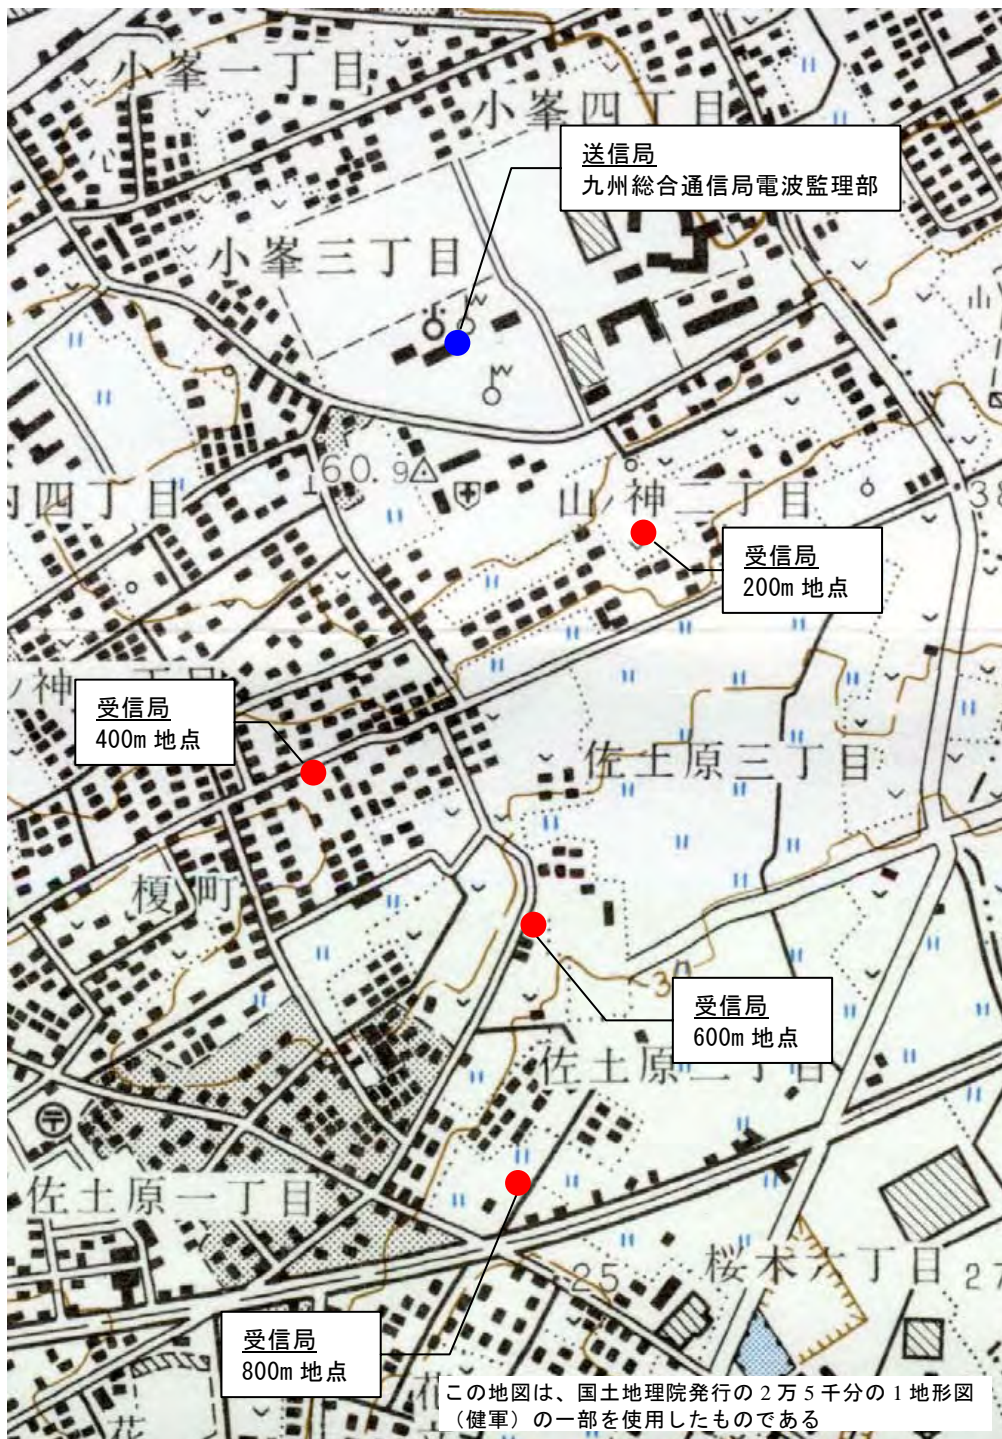 小峯一丁目
小峯四丁目
送信局
九州総合通信局電波監理部
小峯三丁目
60.9
四丁目
山ノ神二丁目
受信局
200m 地点
受信局
400m 地点
佐土原三丁目
榎町
30
受信局
600m 地点
佐土原二丁目
佐土原一丁目
桜木六丁目
25
27
受信局
800m 地点
この地図は、国土地理院発行の 2 万 5 千分の 1 地形図
（健軍）の一部を使用したものである